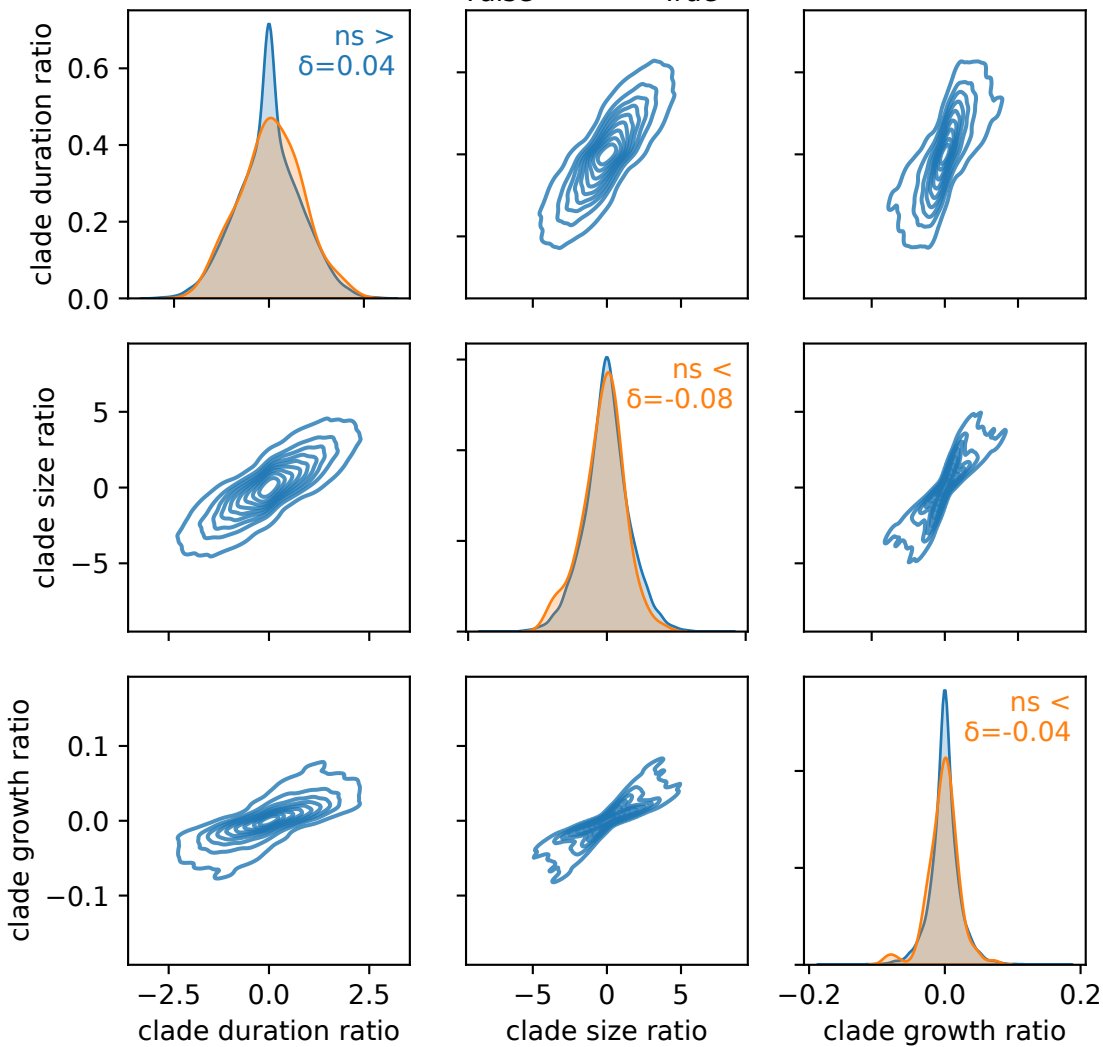 clade duration ratio
0.6
0.4
0.2
0.0
ns >
δ=0.04
clade size ratio
5
0
−5
ns <
δ=-0.08
clade growth ratio
0.1
0.0
−0.1
ns <
δ=-0.04
−2.5 0.0 2.5
−5 0 5
−0.2 0.0 0.2
clade duration ratio
clade size ratio
clade growth ratio